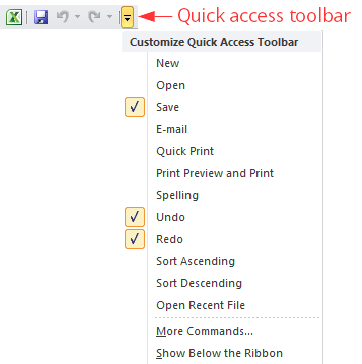 Quick access toolbar
Customize Quick Access Toolbar
New
Open
Save
E-mail
Quick Print
Print Preview and Print
Spelling
Undo
Redo
Sort Ascending
Sort Descending
Open Recent File
More Commands...
Show Below the Ribbon